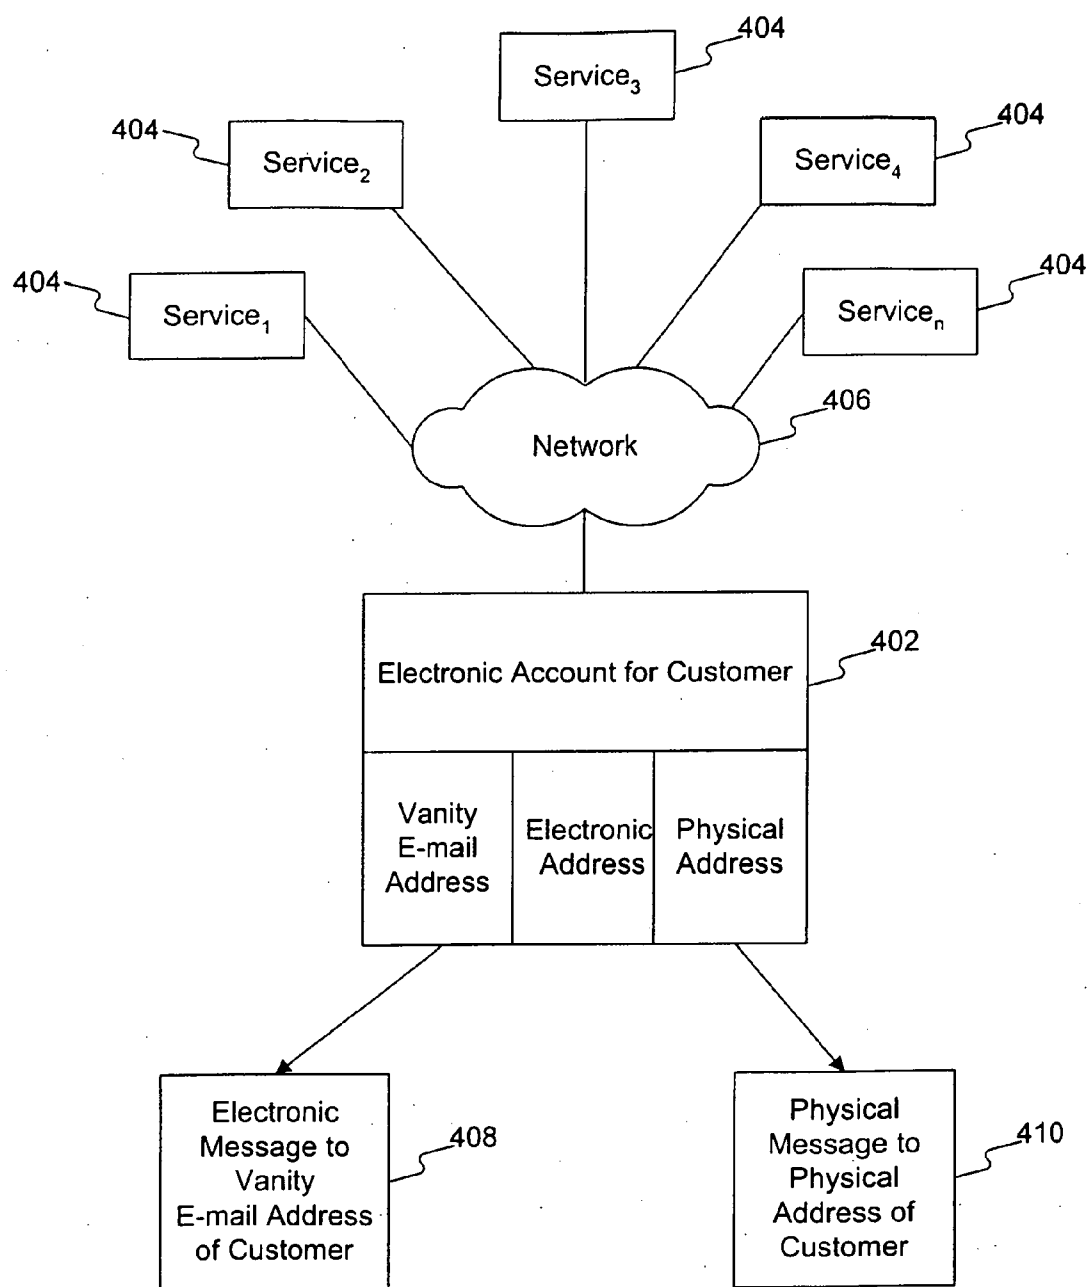 404
Service3
404
Service2
404
Service4
404
Service1
404
Servicen
406
Network
402
Electronic Account for Customer
Vanity
E-mail
Address
Electronic
Address
Physical
Address
Electronic
Message to
Vanity
E-mail Address
of Customer
408
Physical
Message to
Physical
Address of
Customer
410